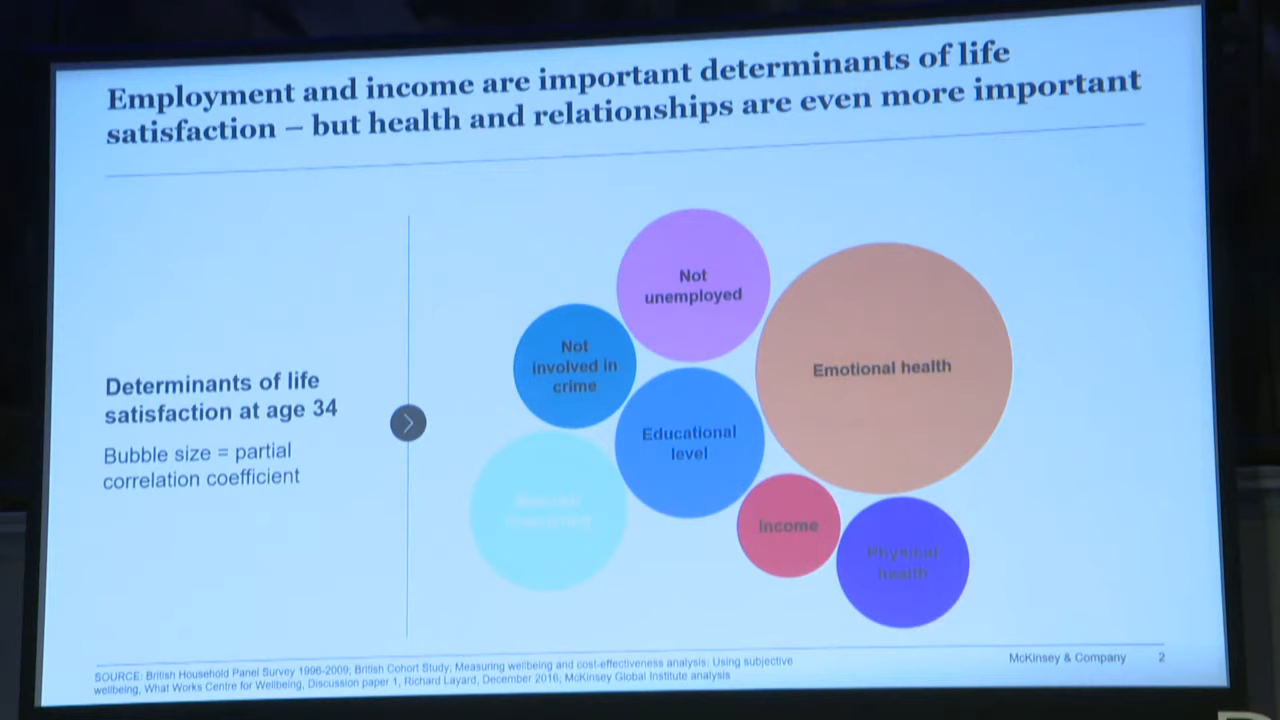 Employment and income are important determinants of life
satisfaction – but health and relationships are even more important
Determinants of life
satisfaction at age 34
Bubble size = partial
correlation coefficient
Not
unemployed
Not
involved in
crime
Emotional health
Educational
level
Income
Physical
health
SOURCE: British Household Panel Survey 1996-2009; British Cohort Study; Measuring wellbeing and cost-effectiveness analysis: Using subjective
wellbeing, What Works Centre for Wellbeing, Discussion paper 1, Richard Layard, December 2016; McKinsey Global Institute analysis
McKinsey & Company 2